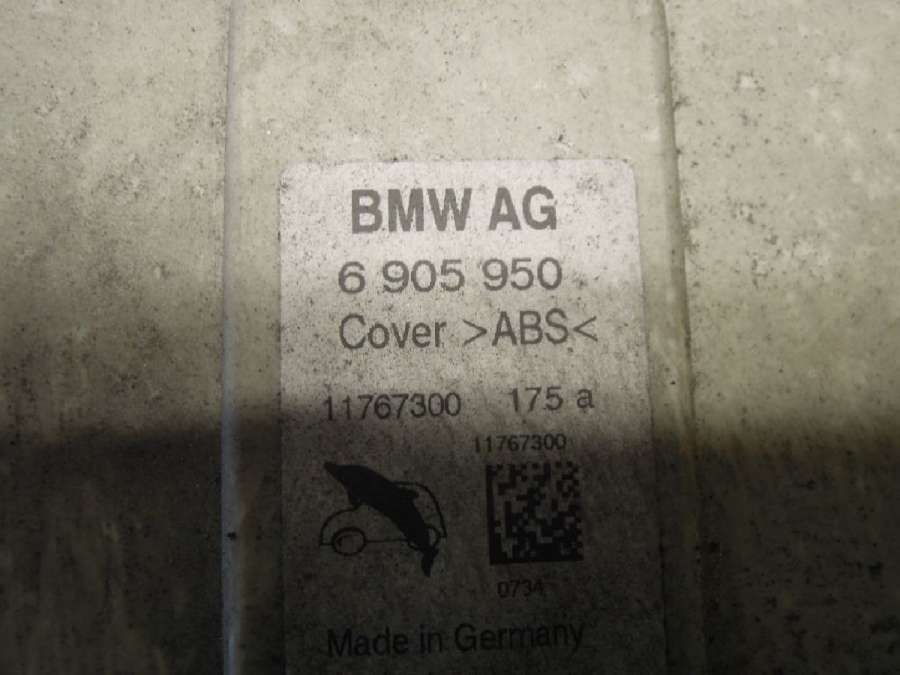 BMW AG
6 905 950
Cover >ABS<
11767300 175 a
11767300
0734
Made in Germany